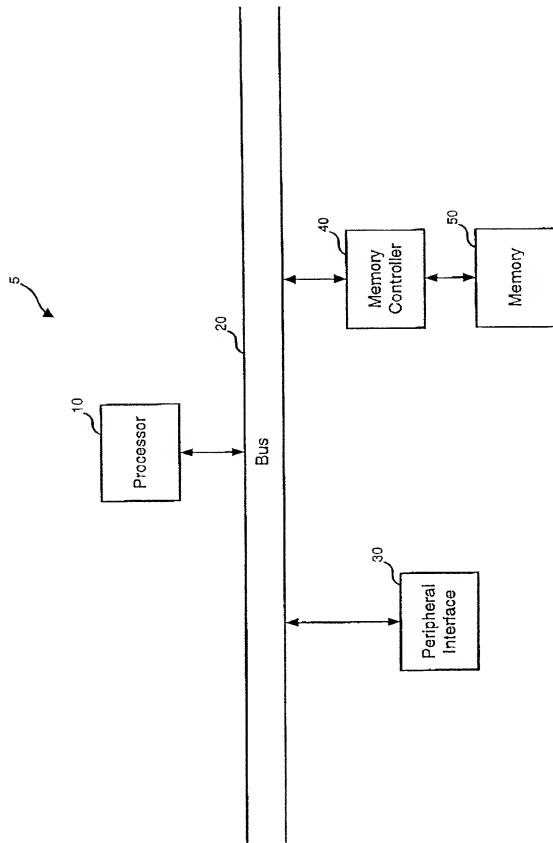 5
10
Processor
20
Bus
30
Peripheral
Interface
40
Memory
Controller
50
Memory